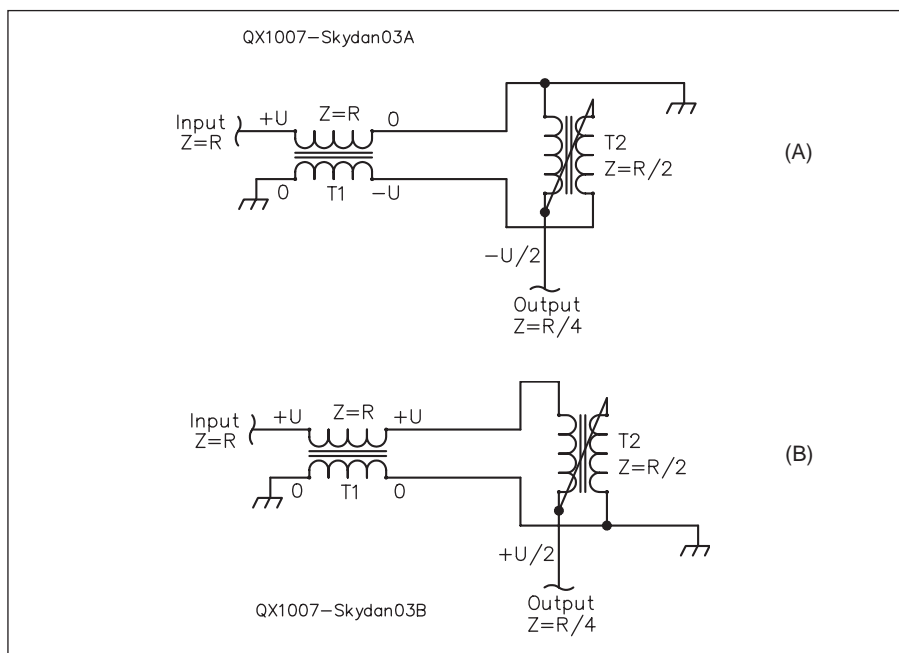 QX1007-Skydan03A
Input
Z=R
+U
Z=R
0
0
T1
-U
T2
Z=R/2
(A)
-U/2
Output
Z=R/4
Input
Z=R
+U
Z=R
+U
0
T1
0
T2
Z=R/2
(B)
+U/2
Output
Z=R/4
QX1007-Skydan03B